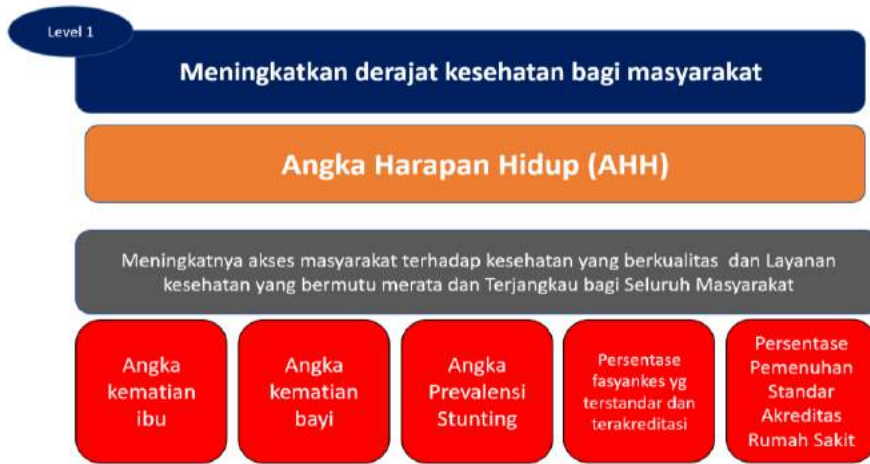 Level 1
Meningkatkan derajat kesehatan bagi masyarakat
Angka Harapan Hidup (AHH)
Meningkatnya akses masyarakat terhadap kesehatan yang berkualitas dan Layanan
kesehatan yang bermutu merata dan Terjangkau bagi Seluruh Masyarakat
Angka
kematian
ibu
Angka
kematian
bayi
Angka
Prevalensi
Stunting
Persentase
fasyankes yg
terstandar dan
terakreditasi
Persentase
Pemenuhan
Standar
Akreditas
Rumah Sakit